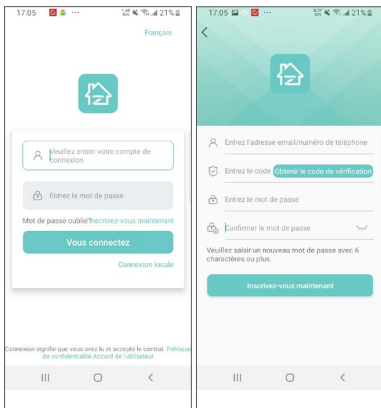 17:05
21%
Français
Veuillez entrer votre compte de
connexion
Entrez le mot de passe
Mot de passe oublié?Inscrivez-vous maintenant
Vous connectez
Connexion locale
Connexion signifie que vous avez lu et accepté le contrat. Politique
de confidentialité Accord de l'utilisateur
17:05
21%
Entrez l'adresse email/numéro de téléphone
Entrez le code Obtenir le code de vérification
Entrez le mot de passe
Confirmer le mot de passe
Veuillez saisir un nouveau mot de passe avec 6
charactères ou plus.
Inscrivez-vous maintenant